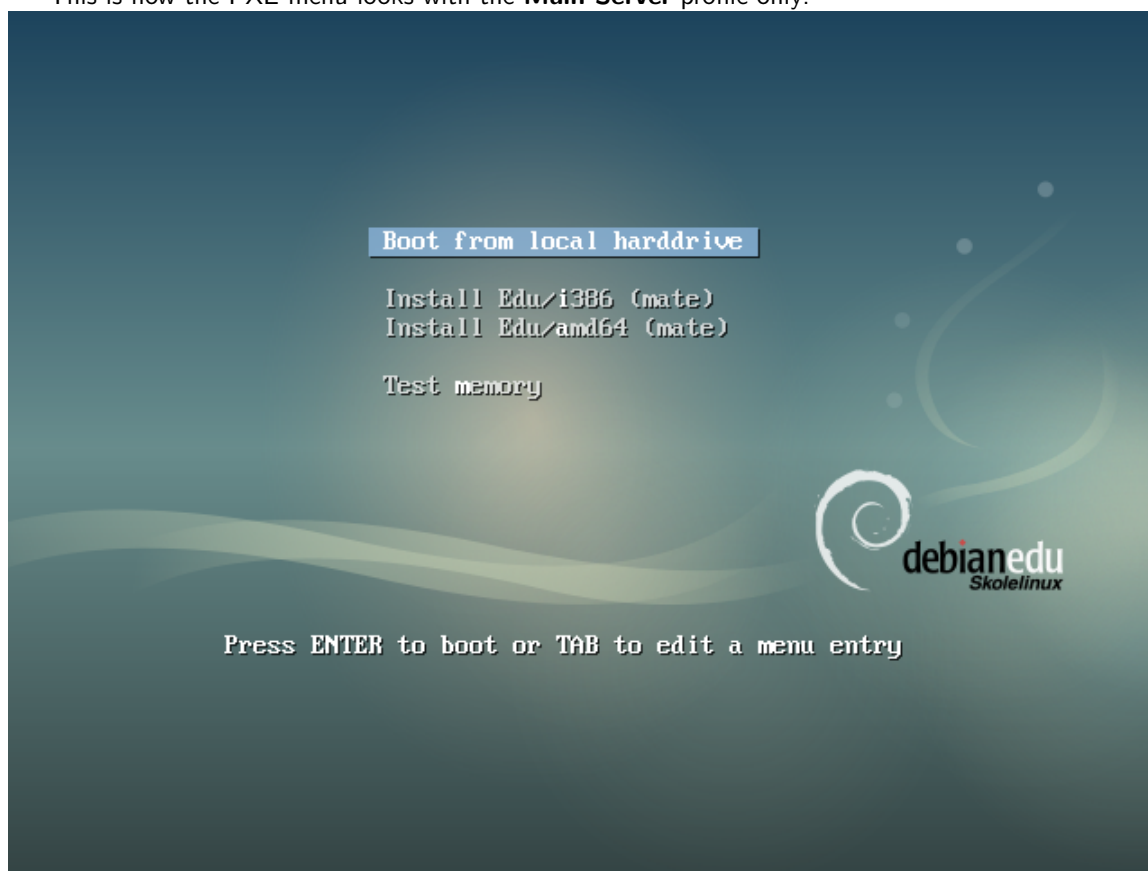 This is how the PXE menu looks with the Main Server profile only:
Boot from local harddrive
Install Edu/i386 (mate)
Install Edu/amd64 (mate)
Test memory
debianedu
Skolelinux
Press ENTER to boot or TAB to edit a menu entry